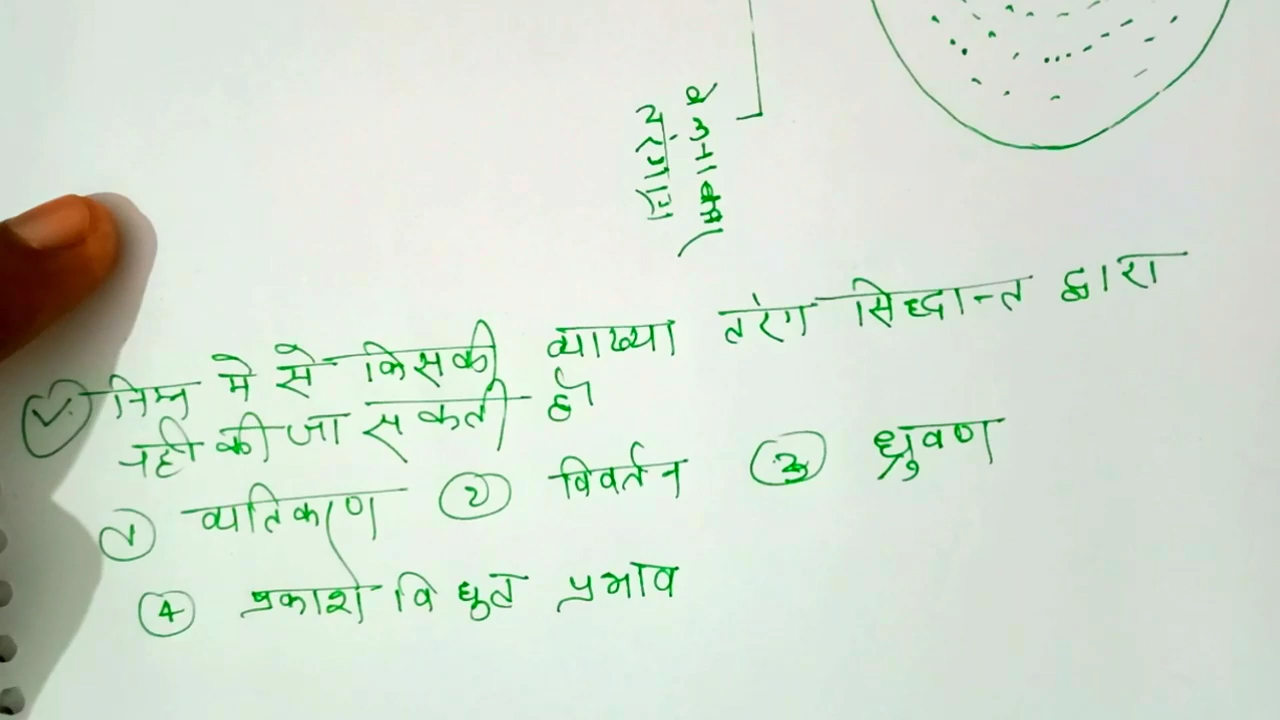 निम्न मे से किसकी व्याख्या तरंग सिध्दान्त द्वारा
नही की जा सकती है
1 व्यतिकरण 2 विवर्तन 3 ध्रुवण
4 प्रकाश विधुत प्रभाव